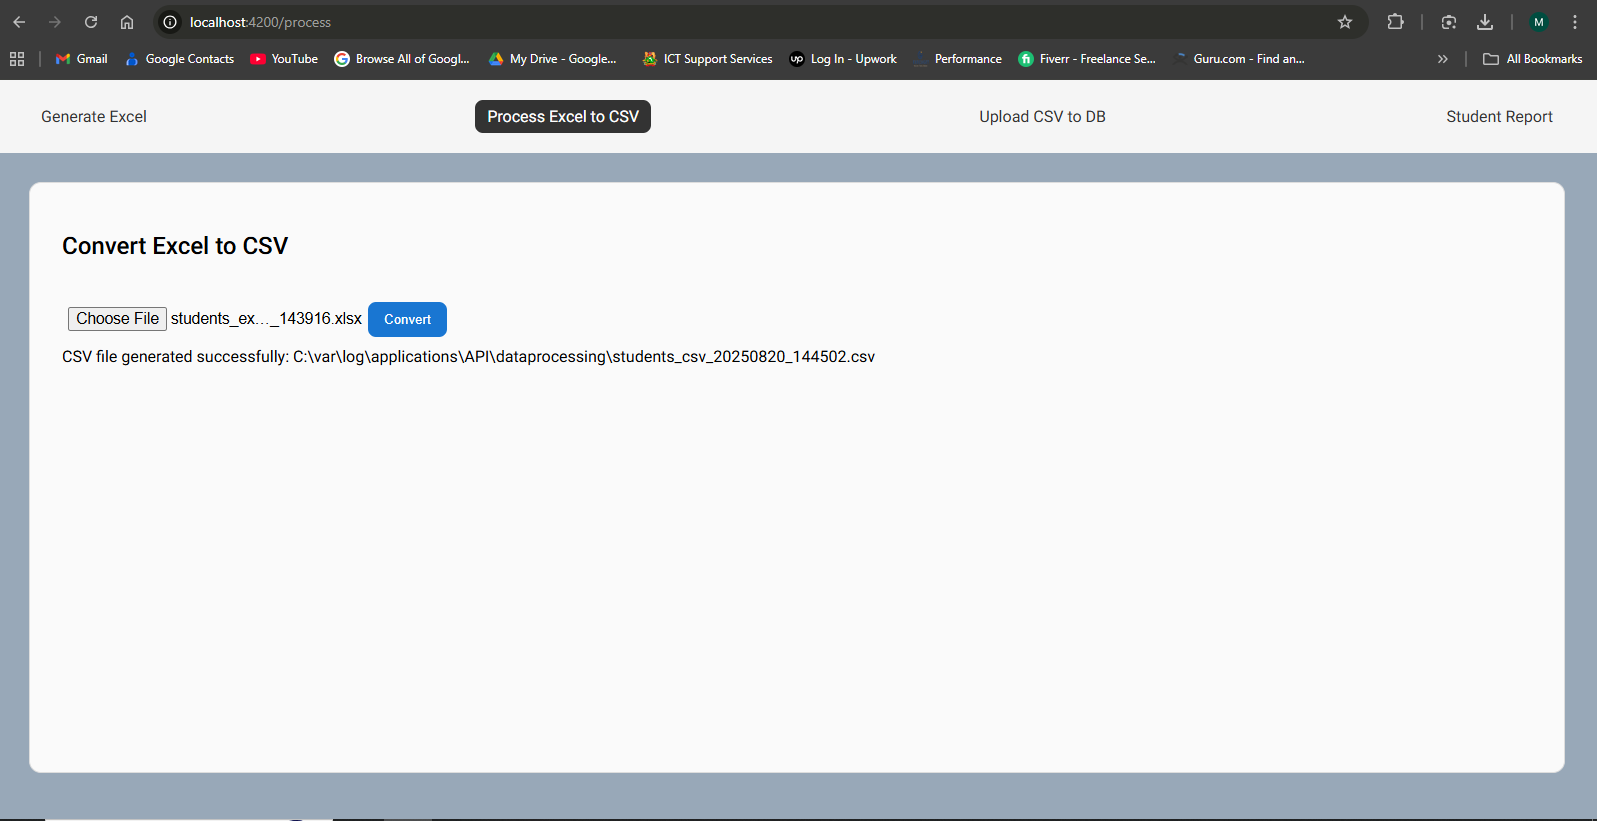 localhost:4200/process
M
Gmail Google Contacts YouTube Browse All of Googl... My Drive - Google... ICT Support Services up Log In - Upwork Performance fi Fiverr - Freelance Se... Guru.com - Find an... » All Bookmarks
Generate Excel Process Excel to CSV Upload CSV to DB Student Report
Convert Excel to CSV
Choose File students_ex..._143916.xlsx Convert
CSV file generated successfully: C:\var\log\applications\API\dataprocessing\students_csv_20250820_144502.csv